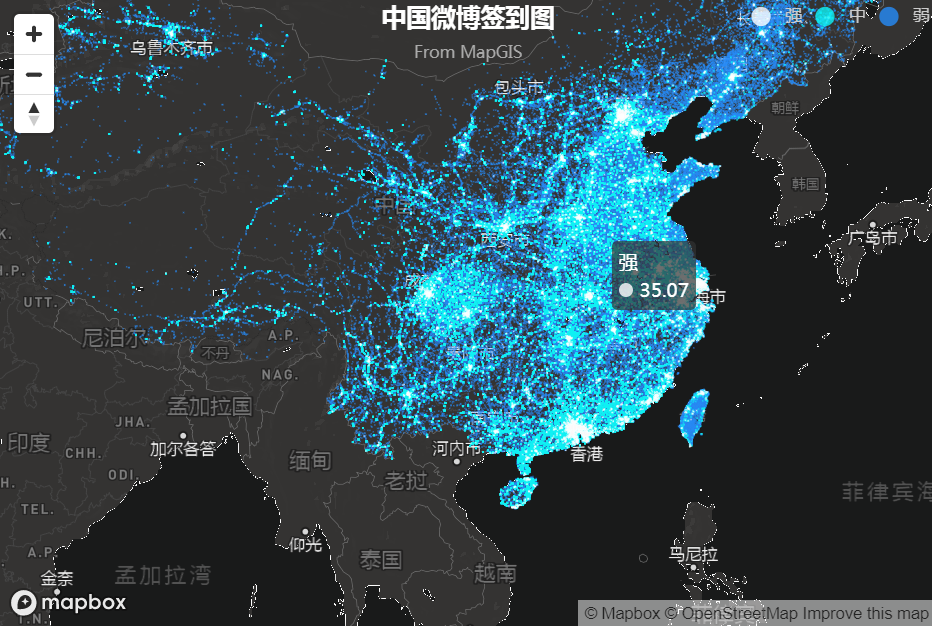 中国微博签到图
From MapGIS
强
中
弱
乌鲁木齐市
包头市
朝鲜
韩国
中国
K.
H.P.
西安市
广岛市
强
35.07
海市
UTT.
尼泊尔
不丹
A.P.
NAG.
贵阳市
孟加拉国
JHA.
印度
CHH.
加尔各答
河内市
香港
缅甸
H.
ODI.
老挝
菲律宾海
TEL.
仰光
A.P.
泰国
马尼拉
金奈
孟加拉湾
越南
T.N.
mapbox
© Mapbox © OpenStreetMap Improve this map